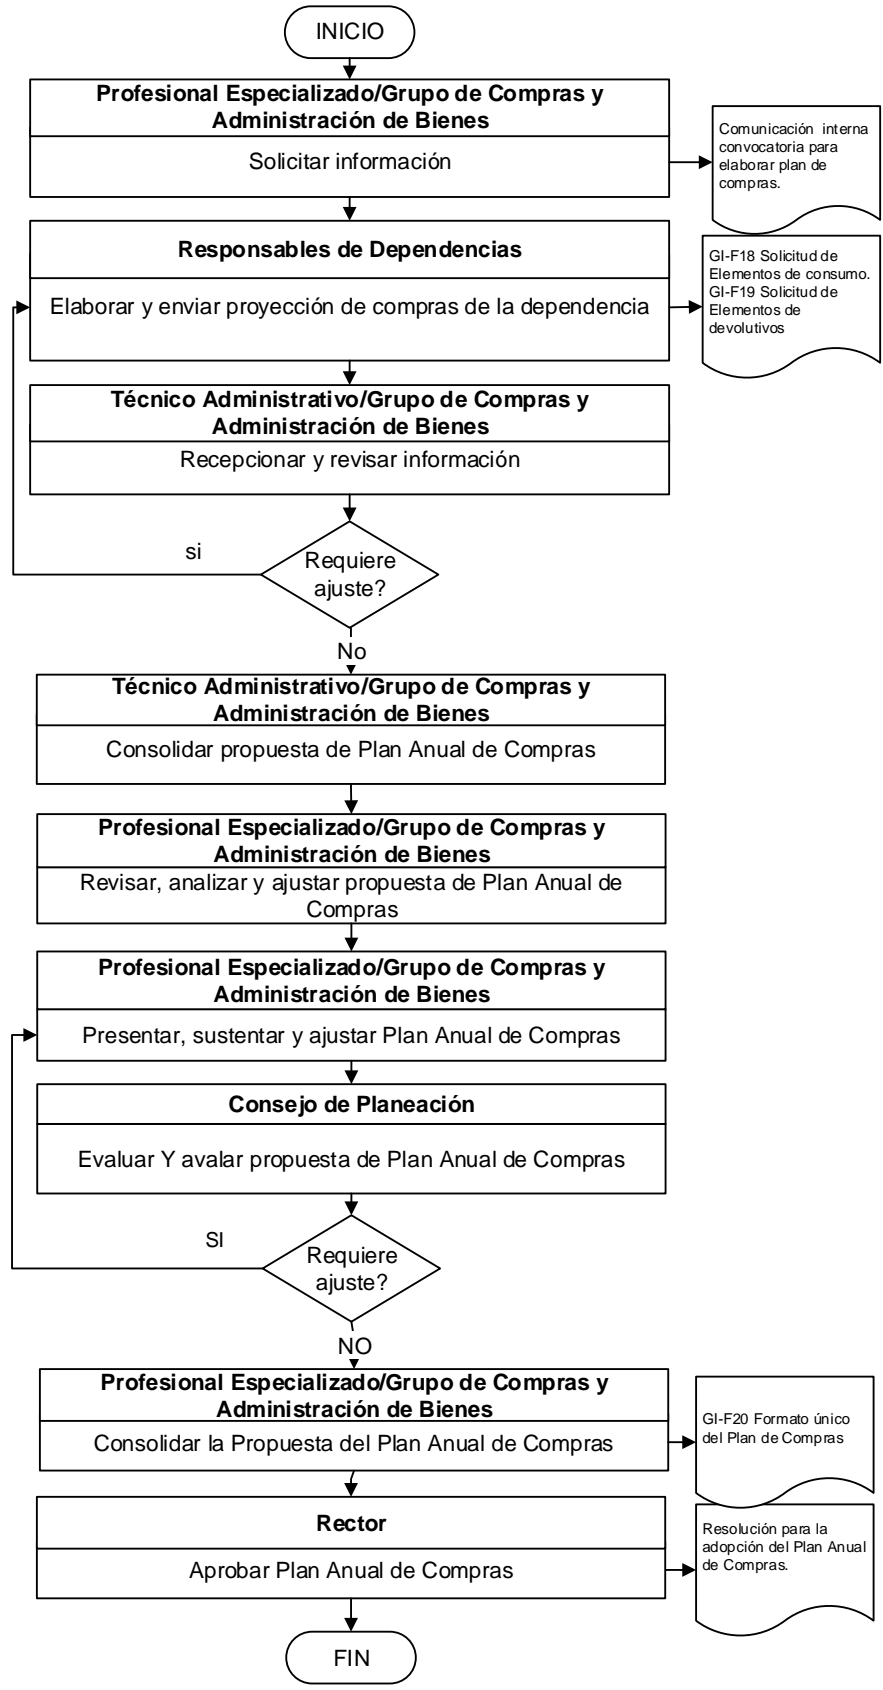 INICIO
Profesional Especializado/Grupo de Compras y
Administración de Bienes
Solicitar información
Comunicación interna
convocatoria para
elaborar plan de
compras.
Responsables de Dependencias
Elaborar y enviar proyección de compras de la dependencia
GI-F18 Solicitud de
Elementos de consumo.
GI-F19 Solicitud de
Elementos de
devolutivos
Técnico Administrativo/Grupo de Compras y
Administración de Bienes
Recepcionar y revisar información
si
Requiere
ajuste?
No
Técnico Administrativo/Grupo de Compras y
Administración de Bienes
Consolidar propuesta de Plan Anual de Compras
Profesional Especializado/Grupo de Compras y
Administración de Bienes
Revisar, analizar y ajustar propuesta de Plan Anual de
Compras
Profesional Especializado/Grupo de Compras y
Administración de Bienes
Presentar, sustentar y ajustar Plan Anual de Compras
Consejo de Planeación
Evaluar Y avalar propuesta de Plan Anual de Compras
SI
Requiere
ajuste?
NO
Profesional Especializado/Grupo de Compras y
Administración de Bienes
Consolidar la Propuesta del Plan Anual de Compras
GI-F20 Formato único
del Plan de Compras
Rector
Aprobar Plan Anual de Compras
Resolución para la
adopción del Plan Anual
de Compras.
FIN